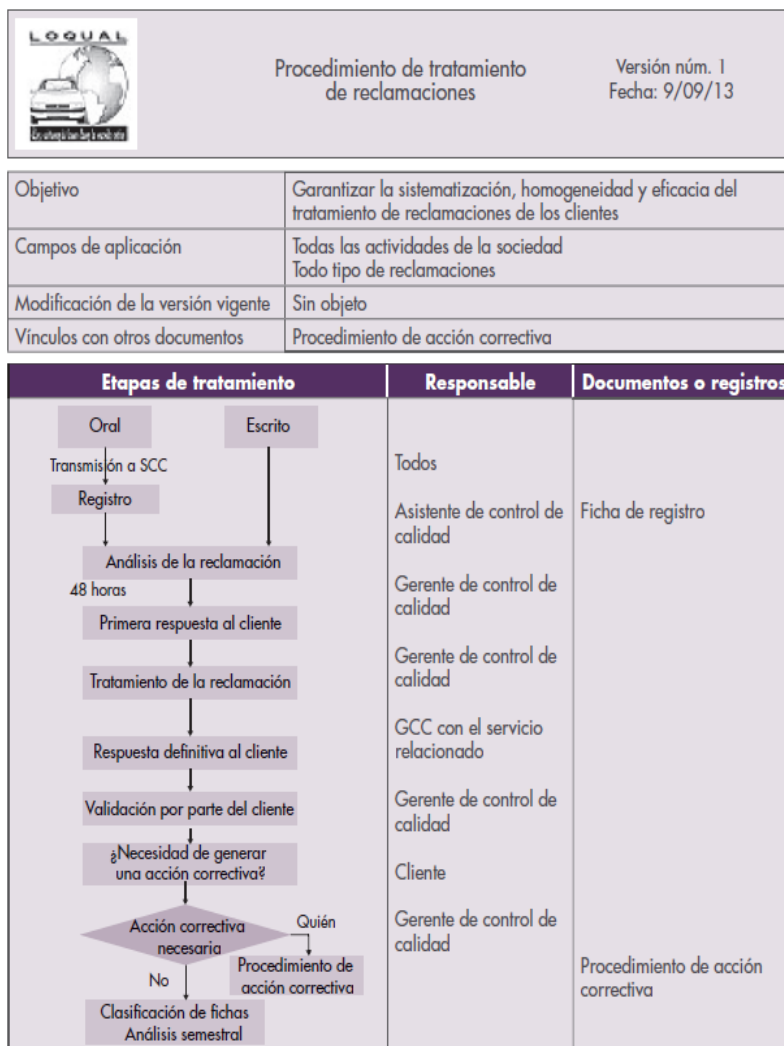 LOQUAL
Procedimiento de tratamiento
de reclamaciones
Versión núm. 1
Fecha: 9/09/13
Objetivo
Garantizar la sistematización, homogeneidad y eficacia del
tratamiento de reclamaciones de los clientes
Campos de aplicación
Todas las actividades de la sociedad
Todo tipo de reclamaciones
Modificación de la versión vigente
Sin objeto
Vínculos con otros documentos
Procedimiento de acción correctiva
Etapas de tratamiento
Responsable
Documentos o registros
Oral
Escrito
Transmisión a SCC
Todos
Registro
Asistente de control de
calidad
Ficha de registro
Análisis de la reclamación
48 horas
Gerente de control de
calidad
Primera respuesta al cliente
Gerente de control de
calidad
Tratamiento de la reclamación
GCC con el servicio
relacionado
Respuesta definitiva al cliente
Gerente de control de
calidad
Validación por parte del cliente
¿Necesidad de generar
una acción correctiva?
Cliente
Acción correctiva
necesaria
Quién
Gerente de control de
calidad
Procedimiento de
acción correctiva
Procedimiento de acción
correctiva
No
Clasificación de fichas
Análisis semestral